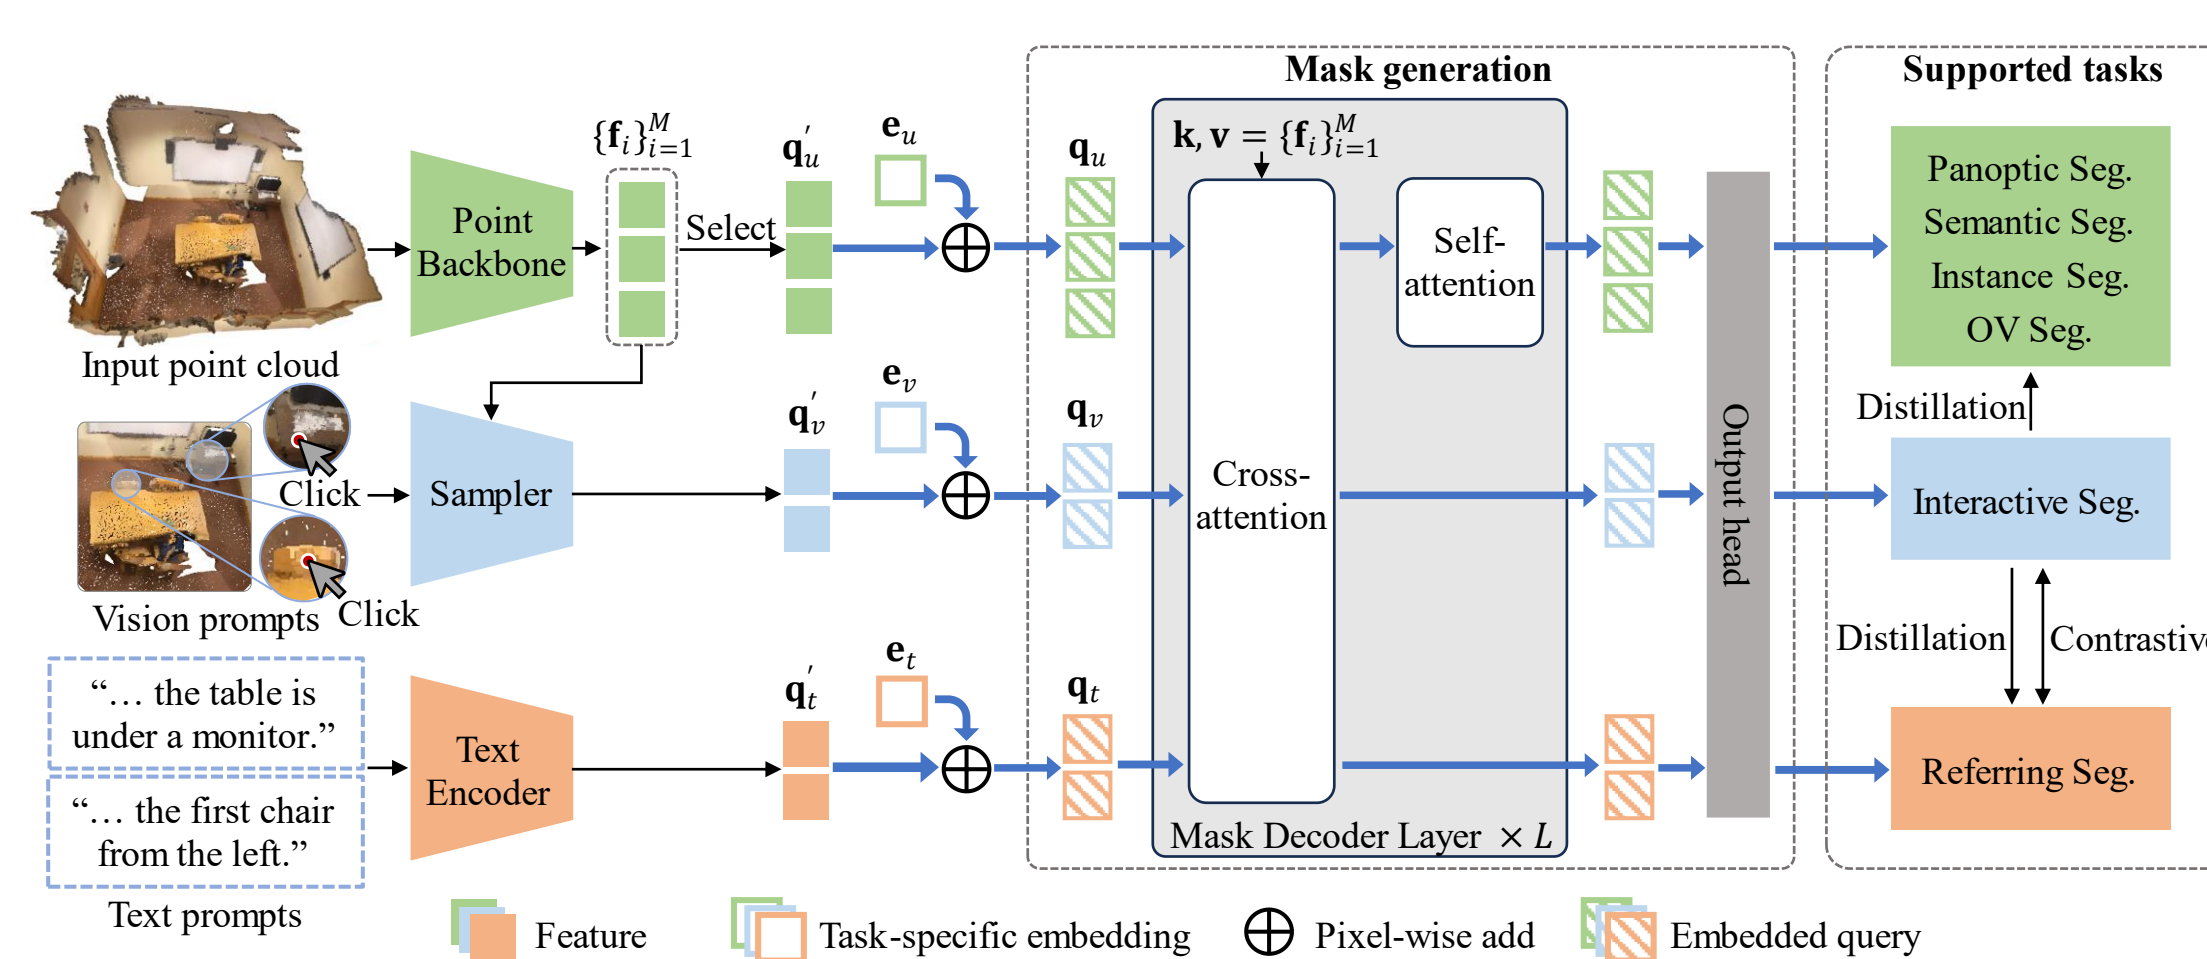 Mask generation
Supported tasks
{f_i}_{i=1}^M
q'_u
e_u
q_u
k, v = {f_i}_{i=1}^M
Point
Backbone
Select
Self-
attention
Panoptic Seg.
Semantic Seg.
Instance Seg.
OV Seg.
Input point cloud
Distillation
q'_v
e_v
q_v
Click
Sampler
Cross-
attention
Output head
Interactive Seg.
Vision prompts
Click
Distillation
Contrastive
q'_t
e_t
q_t
“… the table is
under a monitor.”
Text
Encoder
Referring Seg.
“… the first chair
from the left.”
Mask Decoder Layer × L
Text prompts
Feature
Task-specific embedding
Pixel-wise add
Embedded query